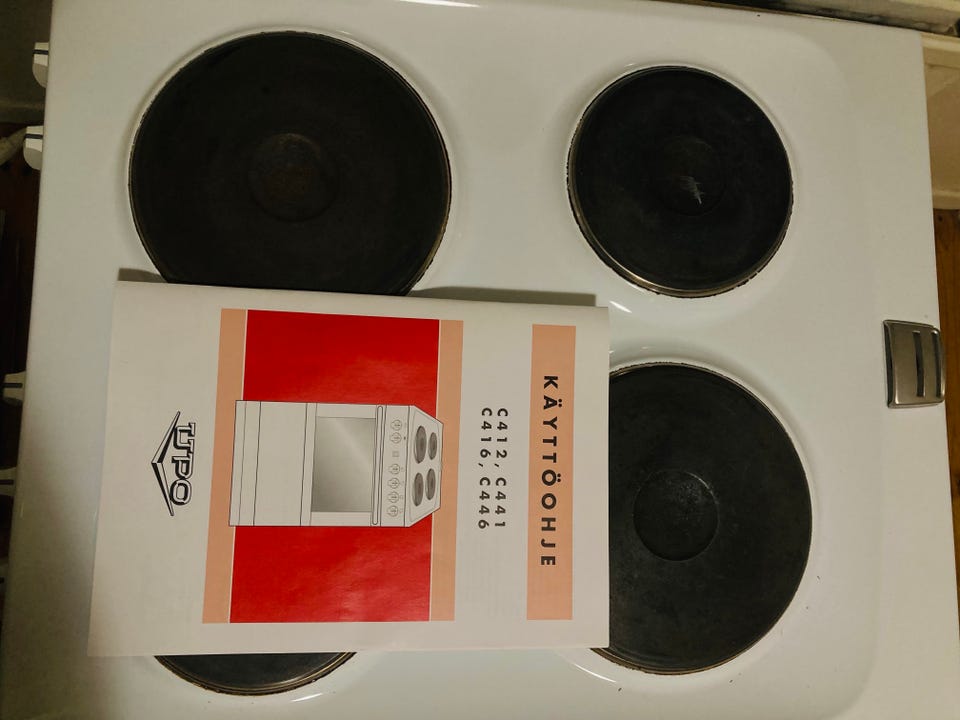 KÄYTTÖOHJE
C412, C441
C416, C446
UPO